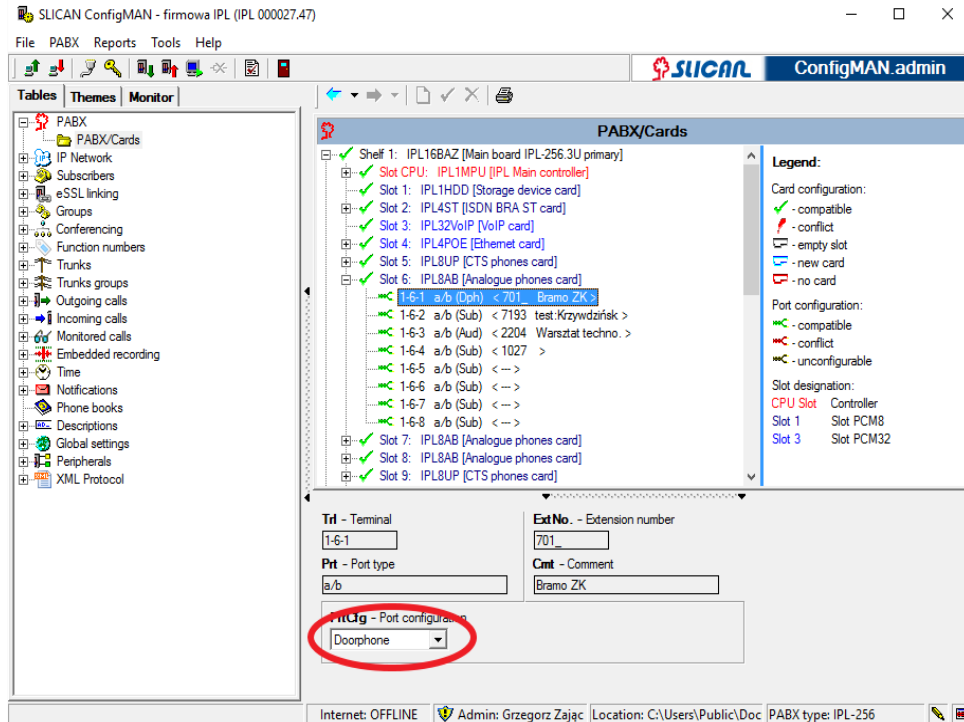 SLICAN ConfigMAN - firmowa IPL (IPL 000027.47)
File PABX Reports Tools Help
SLICAN ConfigMAN.admin
Tables Themes Monitor
PABX
PABX/Cards
IP Network
Subscribers
eSSL linking
Groups
Conferencing
Function numbers
Trunks
Trunks groups
Outgoing calls
Incoming calls
Monitored calls
Embedded recording
Time
Notifications
Phone books
Descriptions
Global settings
Peripherals
XML Protocol
PABX/Cards
Shelf 1: IPL16BAZ [Main board IPL-256.3U primary]
Slot CPU: IPL1MPU [IPL Main controller]
Slot 1: IPL1HDD [Storage device card]
Slot 2: IPL4ST [ISDN BRA ST card]
Slot 3: IPL32VoIP [VoIP card]
Slot 4: IPL4POE [Ethernet card]
Slot 5: IPL8UP [CTS phones card]
Slot 6: IPL8AB [Analogue phones card]
1-6-1 a/b (Dph) < 701_ Bramo ZK >
1-6-2 a/b (Sub) < 7193 test:Krzywdzińsk >
1-6-3 a/b (Aud) < 2204 Warsztat techno. >
1-6-4 a/b (Sub) < 1027 >
1-6-5 a/b (Sub) < --- >
1-6-6 a/b (Sub) < --- >
1-6-7 a/b (Sub) < --- >
1-6-8 a/b (Sub) < --- >
Slot 7: IPL8AB [Analogue phones card]
Slot 8: IPL8AB [Analogue phones card]
Slot 9: IPL8UP [CTS phones card]
Legend:
Card configuration:
- compatible
- conflict
- empty slot
- new card
- no card
Port configuration:
- compatible
- conflict
- unconfigurable
Slot designation:
CPU Slot Controller
Slot 1 Slot PCM8
Slot 3 Slot PCM32
Trl - Terminal
1-6-1
ExtNo. - Extension number
701_
Prt - Port type
a/b
Cmt - Comment
Bramo ZK
PrtCfg - Port configuration
Doorphone
Internet: OFFLINE Admin: Grzegorz Zając Location: C:\Users\Public\Doc PABX type: IPL-256